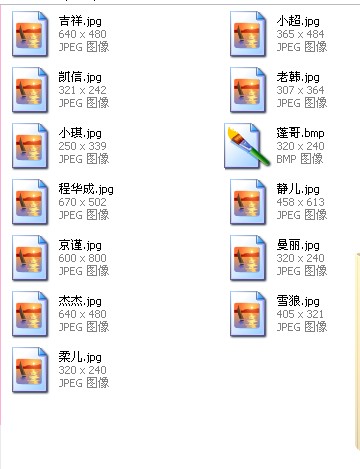 吉祥.jpg
640 x 480
JPEG 图像
小超.jpg
365 x 484
JPEG 图像
凯信.jpg
321 x 242
JPEG 图像
老韩.jpg
307 x 364
JPEG 图像
小琪.jpg
250 x 339
JPEG 图像
蓬哥.bmp
320 x 240
BMP 图像
程华成.jpg
670 x 502
JPEG 图像
静儿.jpg
458 x 613
JPEG 图像
京谨.jpg
600 x 800
JPEG 图像
曼丽.jpg
320 x 240
JPEG 图像
杰杰.jpg
640 x 480
JPEG 图像
雪狼.jpg
405 x 321
JPEG 图像
柔儿.jpg
320 x 240
JPEG 图像